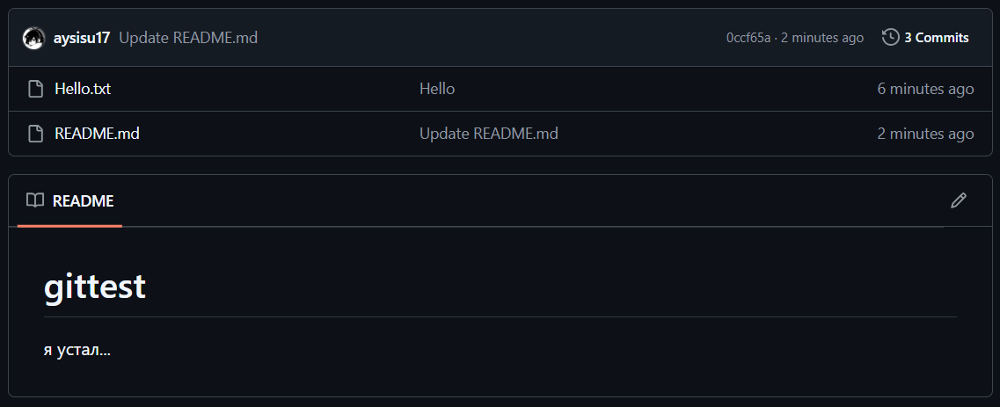 aysisu17 Update README.md 0ccf65a · 2 minutes ago 3 Commits
Hello.txt Hello 6 minutes ago
README.md Update README.md 2 minutes ago
README
gittest
я устал...